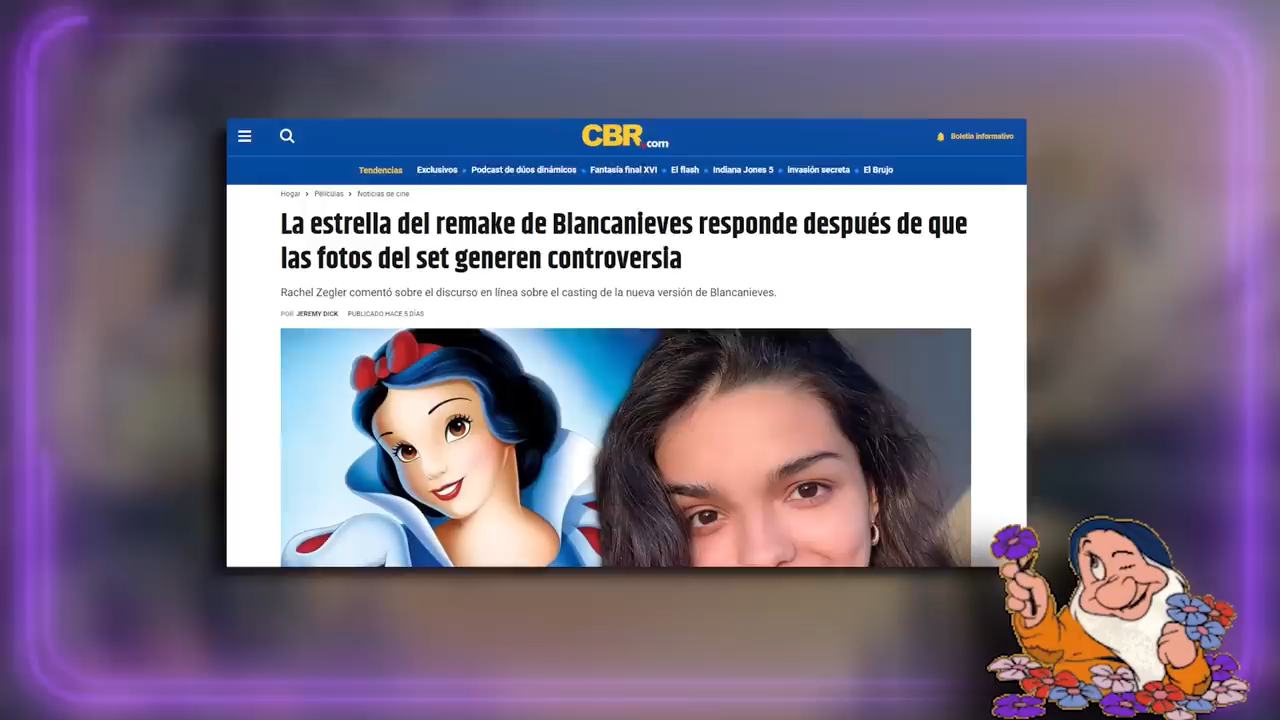 CBR.com
Boletín informativo
Tendencias Exclusivos Podcast de dúos dinámicos Fantasía final XVI El flash Indiana Jones 5 invasión secreta El Brujo
Hogar > Películas > Noticias de cine
La estrella del remake de Blancanieves responde después de que
las fotos del set generen controversia
Rachel Zegler comentó sobre el discurso en línea sobre el casting de la nueva versión de Blancanieves.
POR JEREMY DICK PUBLICADO HACE 5 DÍAS